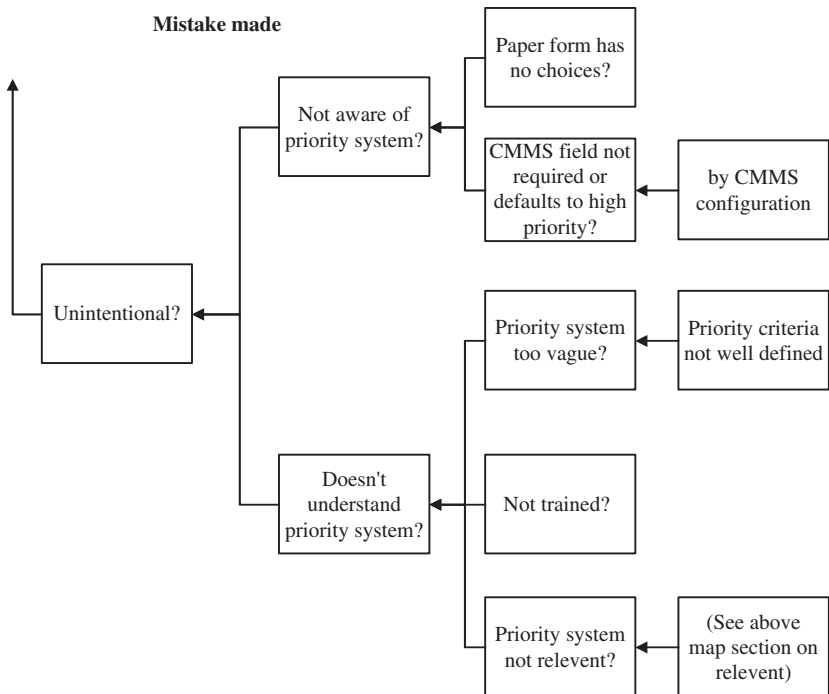 Mistake made
Paper form has
no choices?
Not aware of
priority system?
CMMS field not
required or
defaults to high
priority?
by CMMS
configuration
Unintentional?
Priority system
too vague?
Priority criteria
not well defined
Doesn't
understand
priority system?
Not trained?
Priority system
not relevent?
(See above
map section on
relevent)